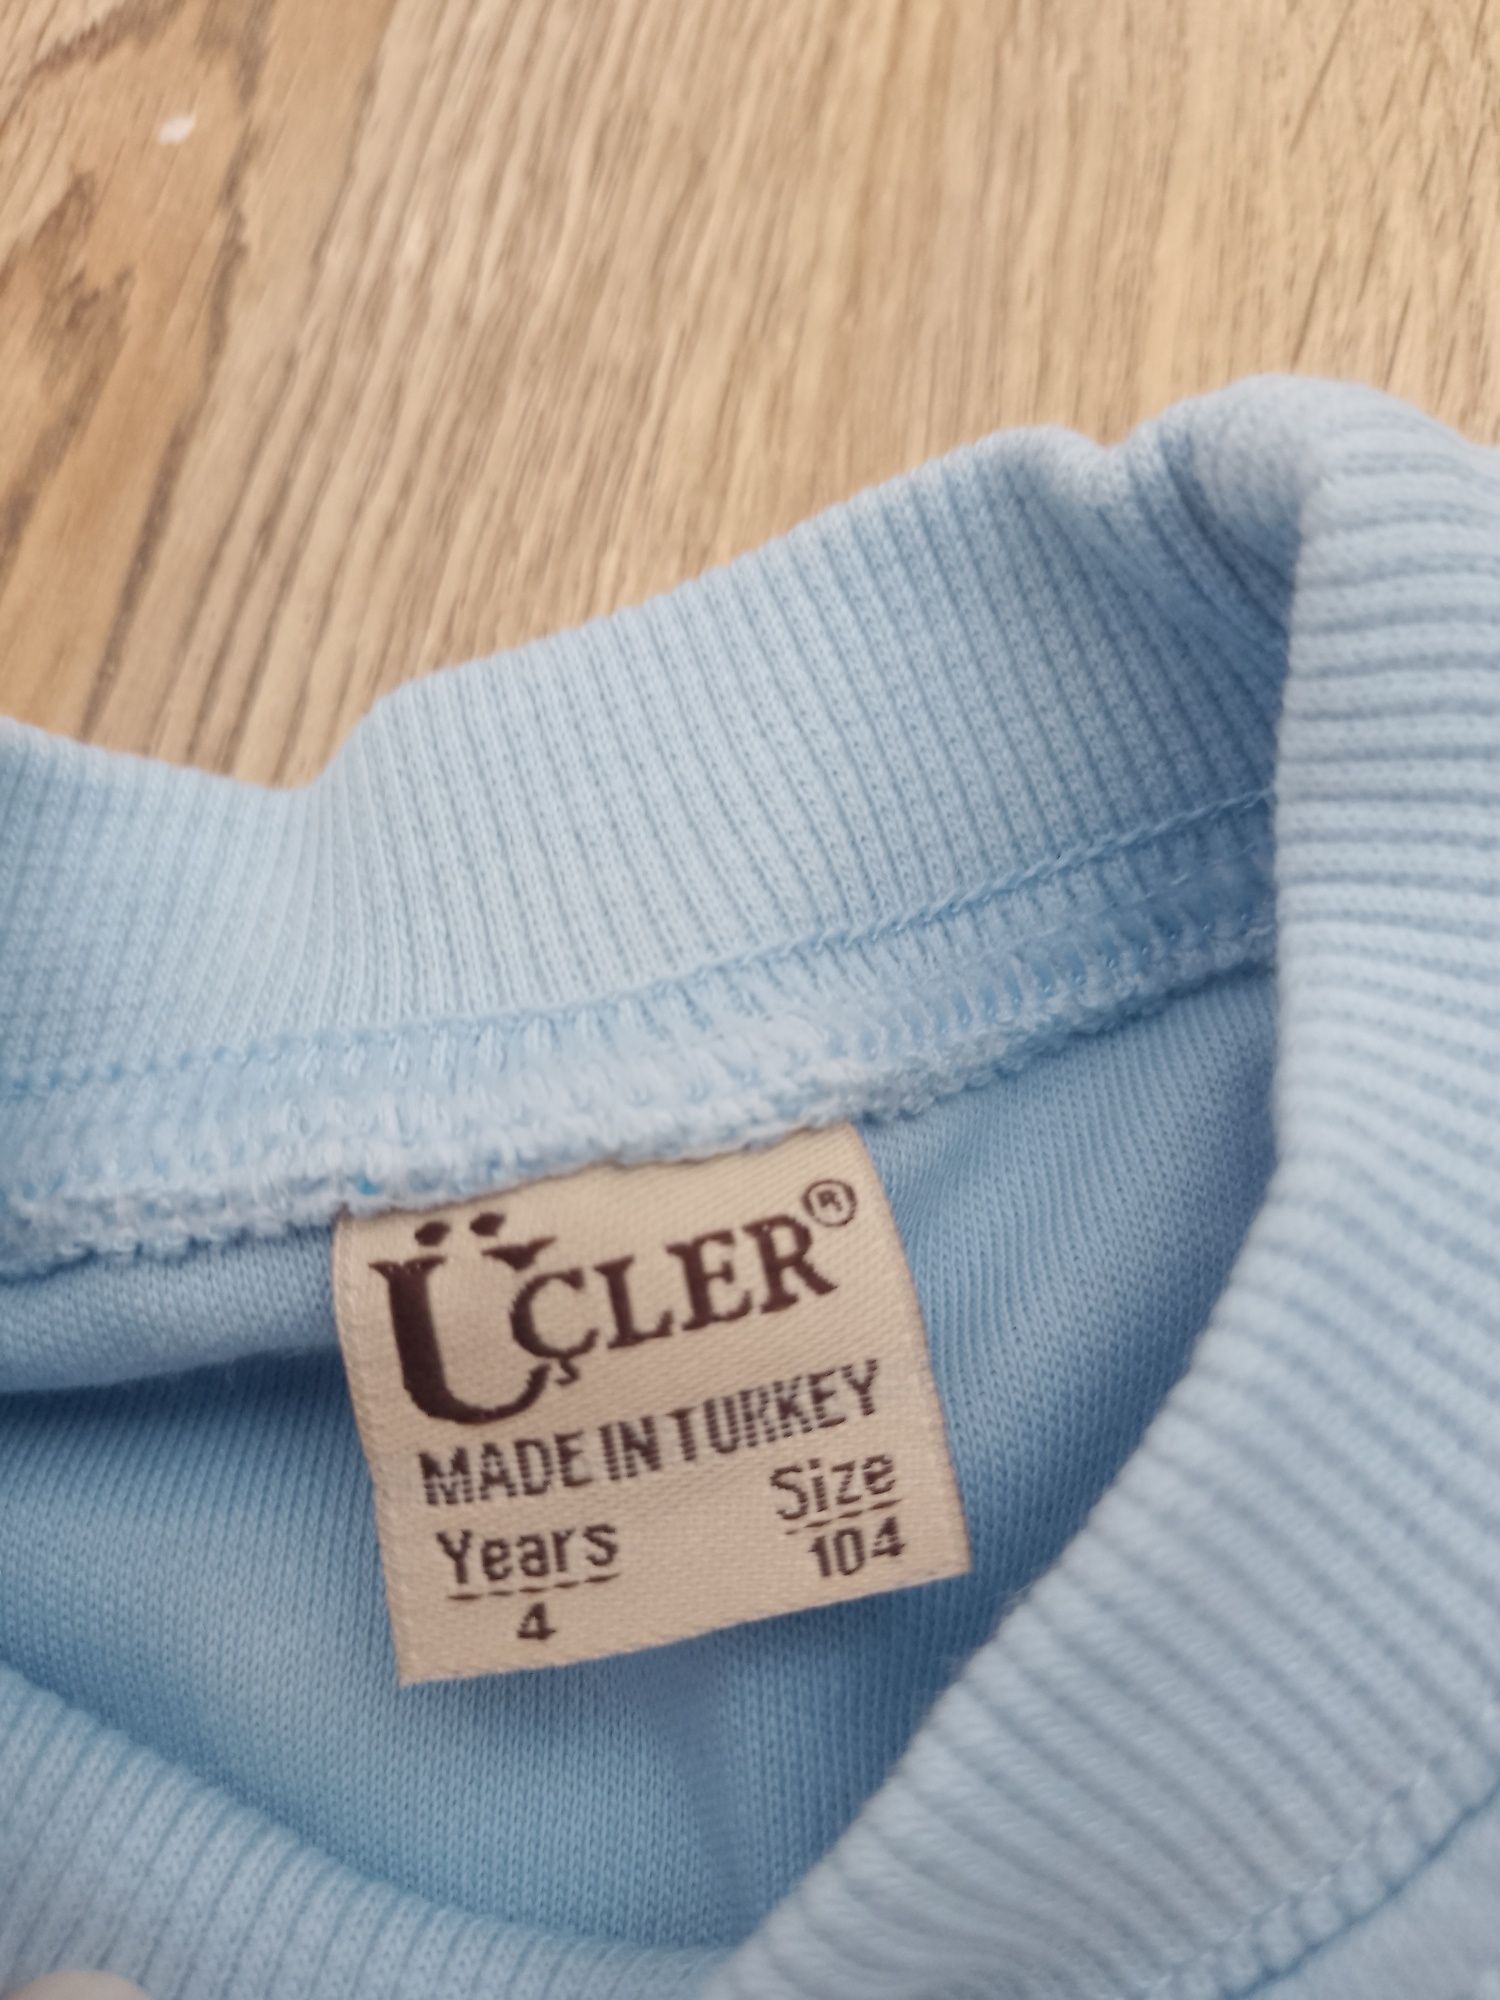 ÜÇLER®
MADE IN TURKEY
Years Size
4 104